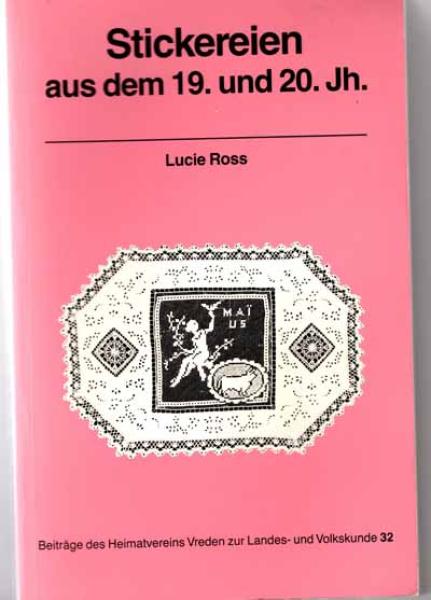 Stickereien
aus dem 19. und 20. Jh.
Lucie Ross
MAÏ
US
Beiträge des Heimatvereins Vreden zur Landes- und Volkskunde 32